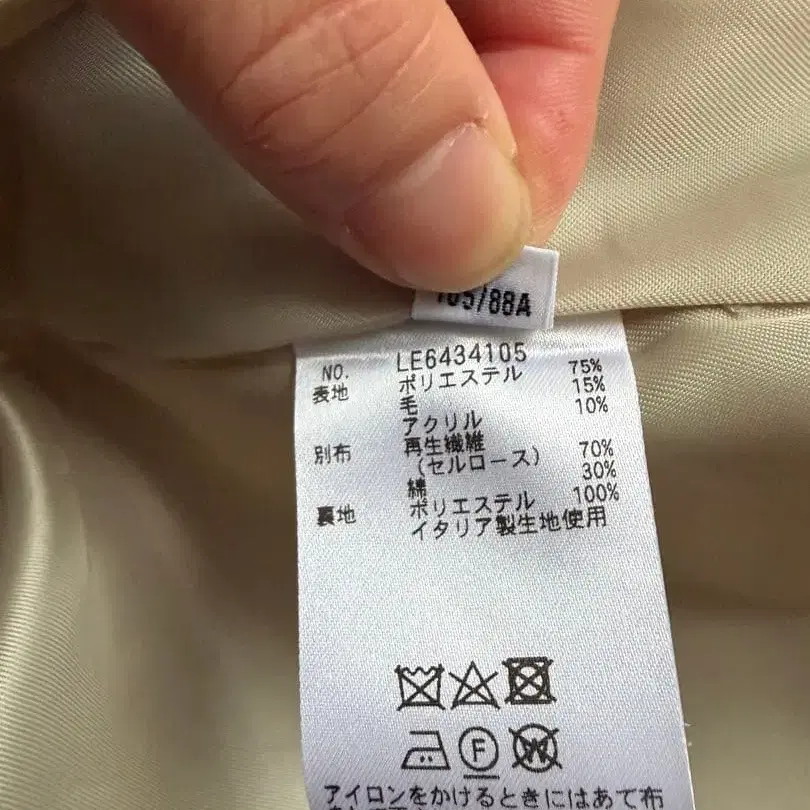 105/88A
NO. LE6434105
表地 ポリエステル 75%
毛 15%
アクリル 10%
別布 再生繊維
(セルロース) 70%
綿 30%
裏地 ポリエステル 100%
イタリア製生地使用
F
W
アイロンをかけるときにはあて布